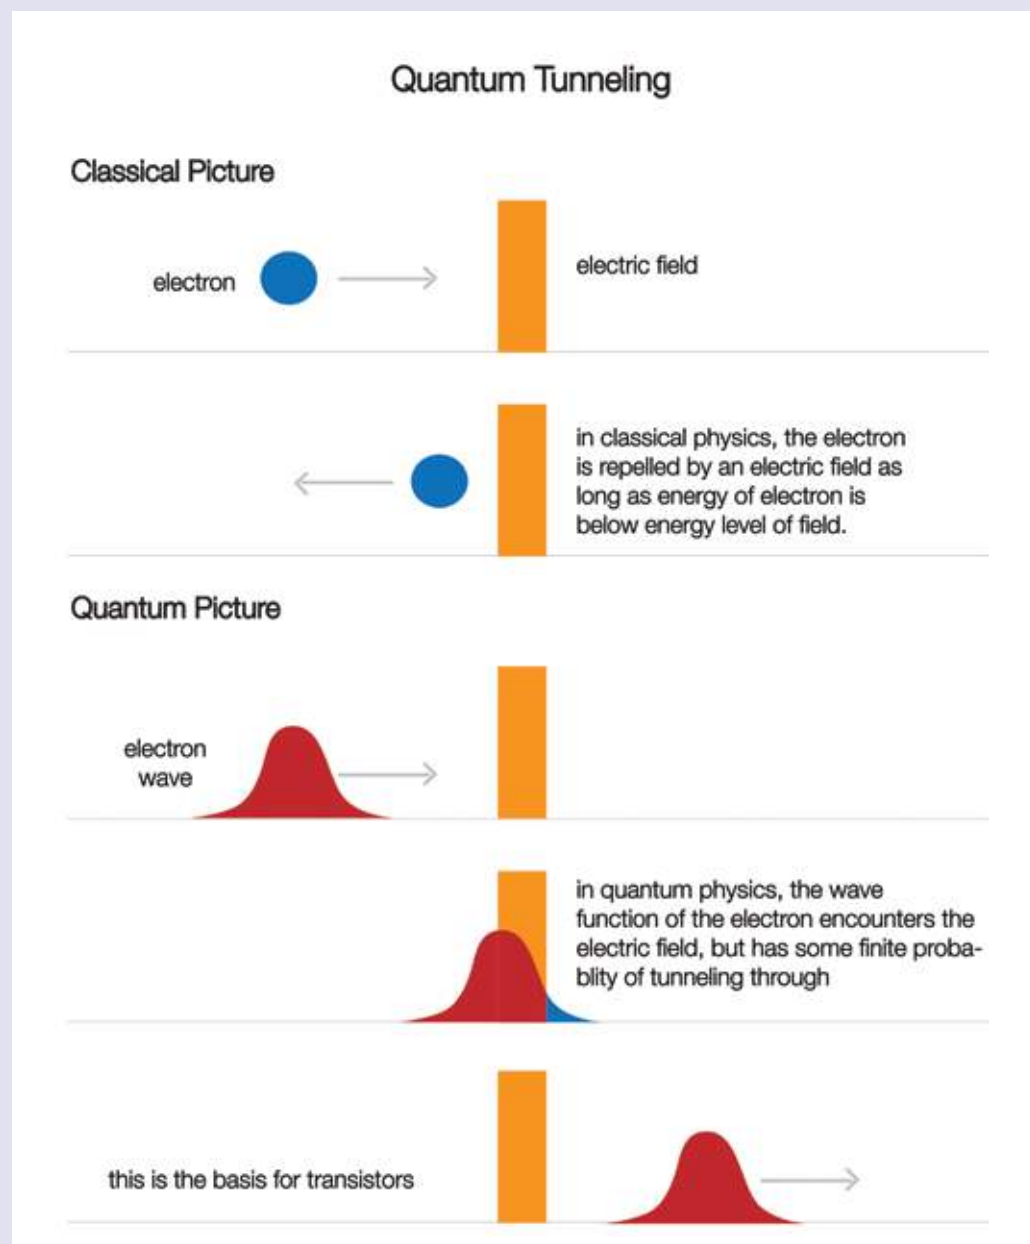 Quantum Tunneling
Classical Picture
electron
electric field
in classical physics, the electron
is repelled by an electric field as
long as energy of electron is
below energy level of field.
Quantum Picture
electron
wave
in quantum physics, the wave
function of the electron encounters the
electric field, but has some finite proba-
blity of tunneling through
this is the basis for transistors